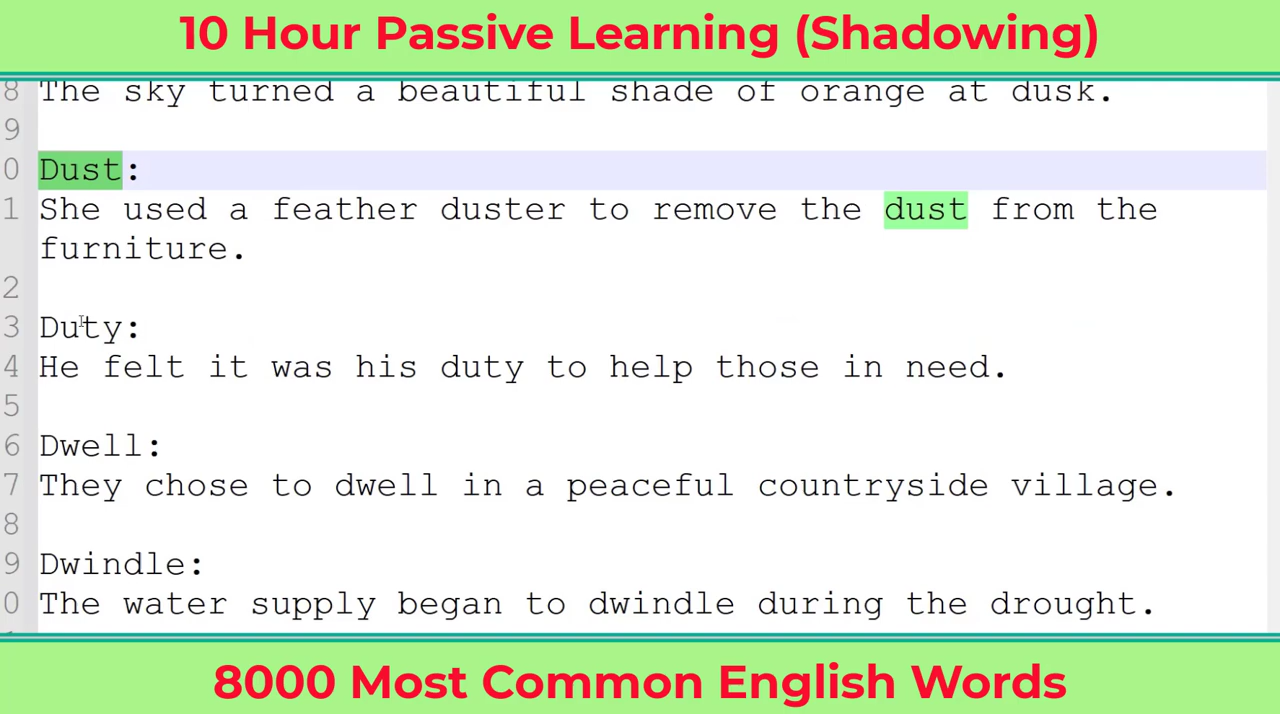 10 Hour Passive Learning (Shadowing)
8 The sky turned a beautiful shade of orange at dusk.
9
0 Dust:
1 She used a feather duster to remove the dust from the
furniture.
2
3 Duty:
4 He felt it was his duty to help those in need.
5
6 Dwell:
7 They chose to dwell in a peaceful countryside village.
8
9 Dwindle:
0 The water supply began to dwindle during the drought.
8000 Most Common English Words